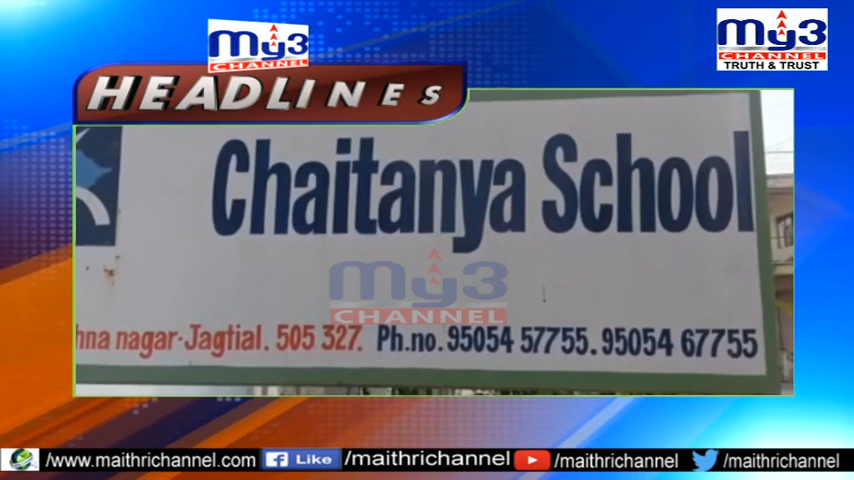 my3
CHANNEL
my3
CHANNEL
TRUTH & TRUST
HEADLINES
Chaitanya School
my3
CHANNEL
hna nagar-Jagtial. 505 327. Ph.no. 95054 57755. 95054 67755
/www.maithrichannel.com f Like /maithrichannel /maithrichannel /maithrichannel